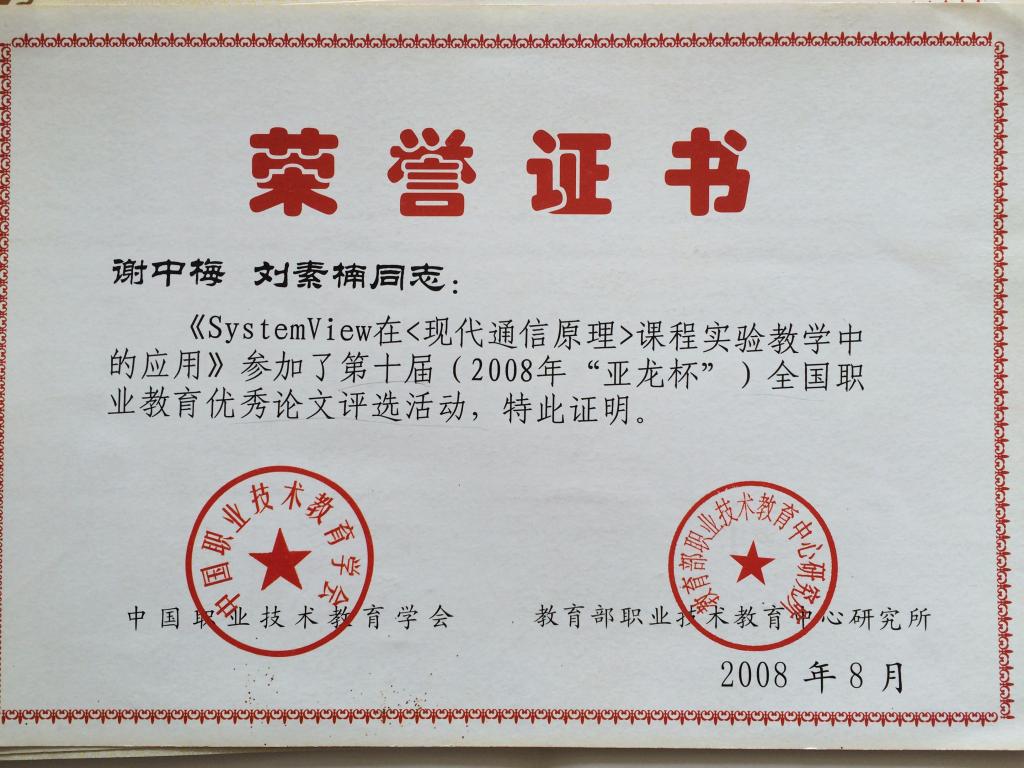 荣誉证书
谢中梅 刘素楠同志：
《SystemView在<现代通信原理>课程实验教学中
的应用》参加了第十届（2008年“亚龙杯”）全国职
业教育优秀论文评选活动，特此证明。
中国职业技术教育学会
教育部职业技术教育中心研究所
中国职业技术教育学会
教育部职业技术教育中心研究所
2008 年 8 月